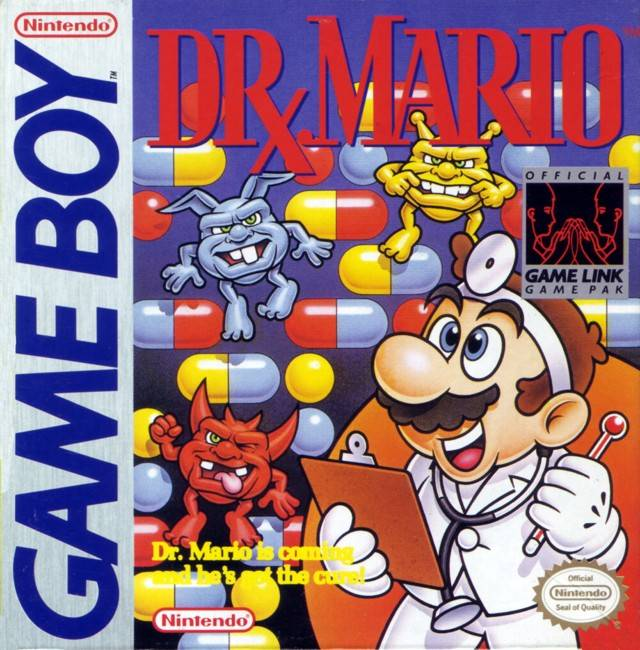 Nintendo
GAME BOY
TM
DR. MARIO
TM
OFFICIAL
GAME LINK
GAME PAK
Dr. Mario is coming
and he's got the cure!
Nintendo
Official
Nintendo
Seal of Quality